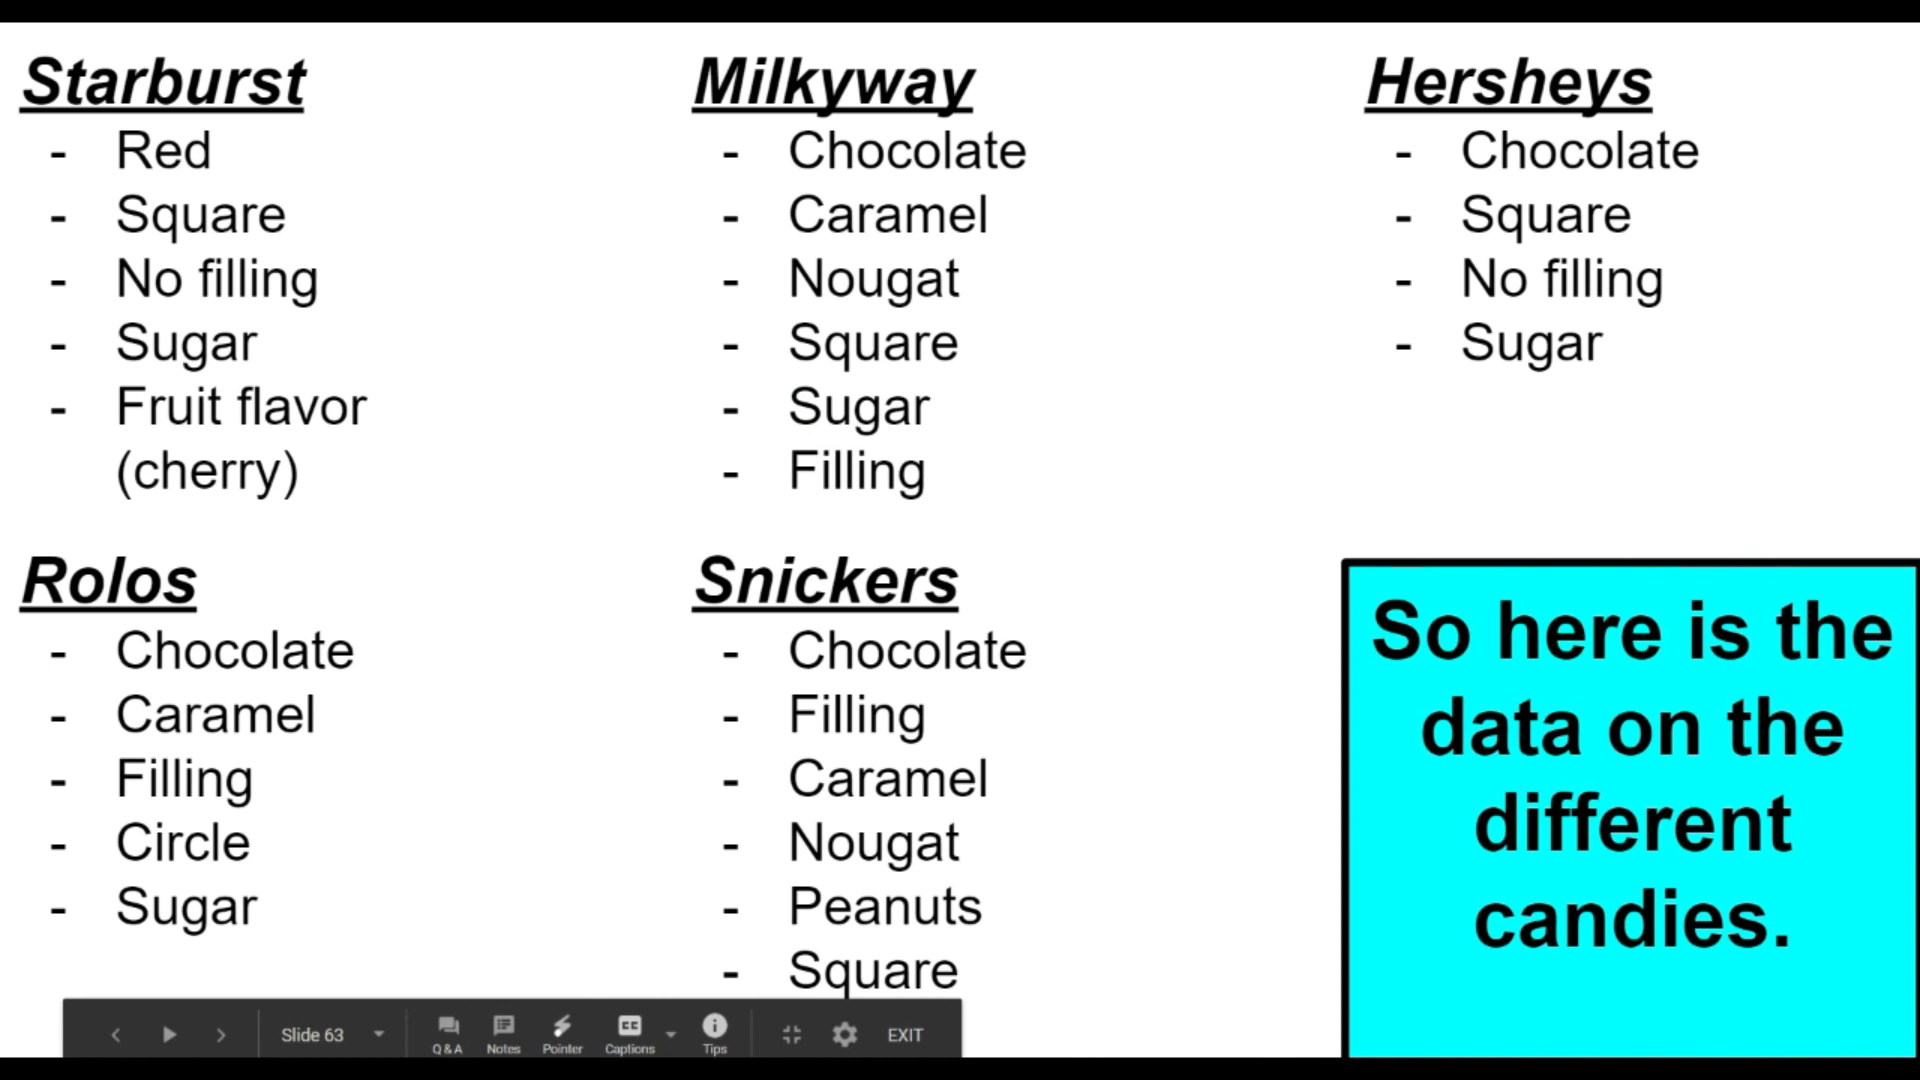 Starburst
- Red
- Square
- No filling
- Sugar
- Fruit flavor
(cherry)
Milkyway
- Chocolate
- Caramel
- Nougat
- Square
- Sugar
- Filling
Hersheys
- Chocolate
- Square
- No filling
- Sugar
Rolos
- Chocolate
- Caramel
- Filling
- Circle
- Sugar
Snickers
- Chocolate
- Filling
- Caramel
- Nougat
- Peanuts
- Square
So here is the
data on the
different
candies.
Slide 63
Q & A
Notes
Pointer
CC
Captions
Tips
EXIT